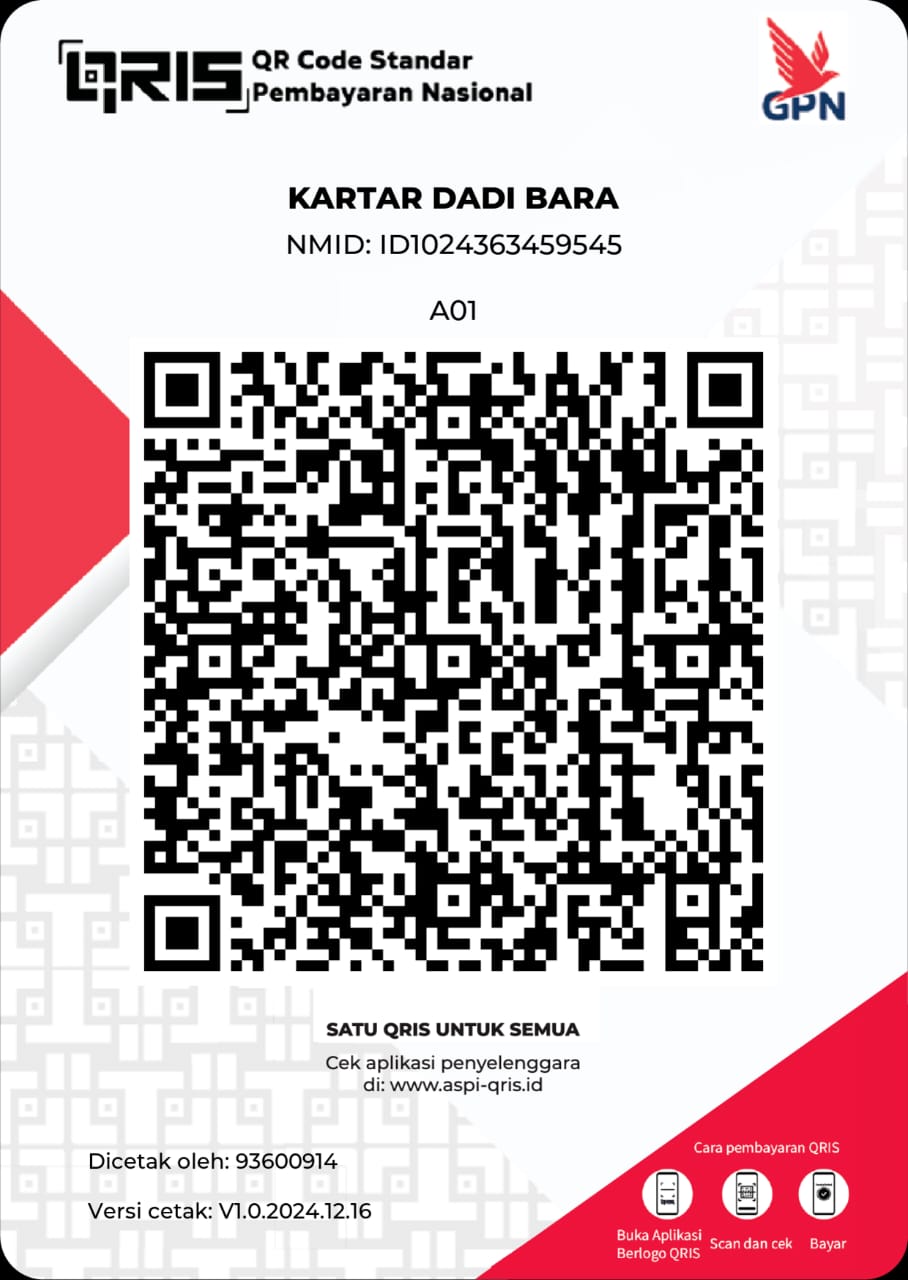 QRIS QR Code Standar
Pembayaran Nasional
GPN
KARTAR DADI BARA
NMID: ID1024363459545
A01
SATU QRIS UNTUK SEMUA
Cek aplikasi penyelenggara
di: www.aspi-qris.id
Dicetak oleh: 93600914
Versi cetak: V1.0.2024.12.16
Cara pembayaran QRIS
Buka Aplikasi
Berlogo QRIS
Scan dan cek
Bayar